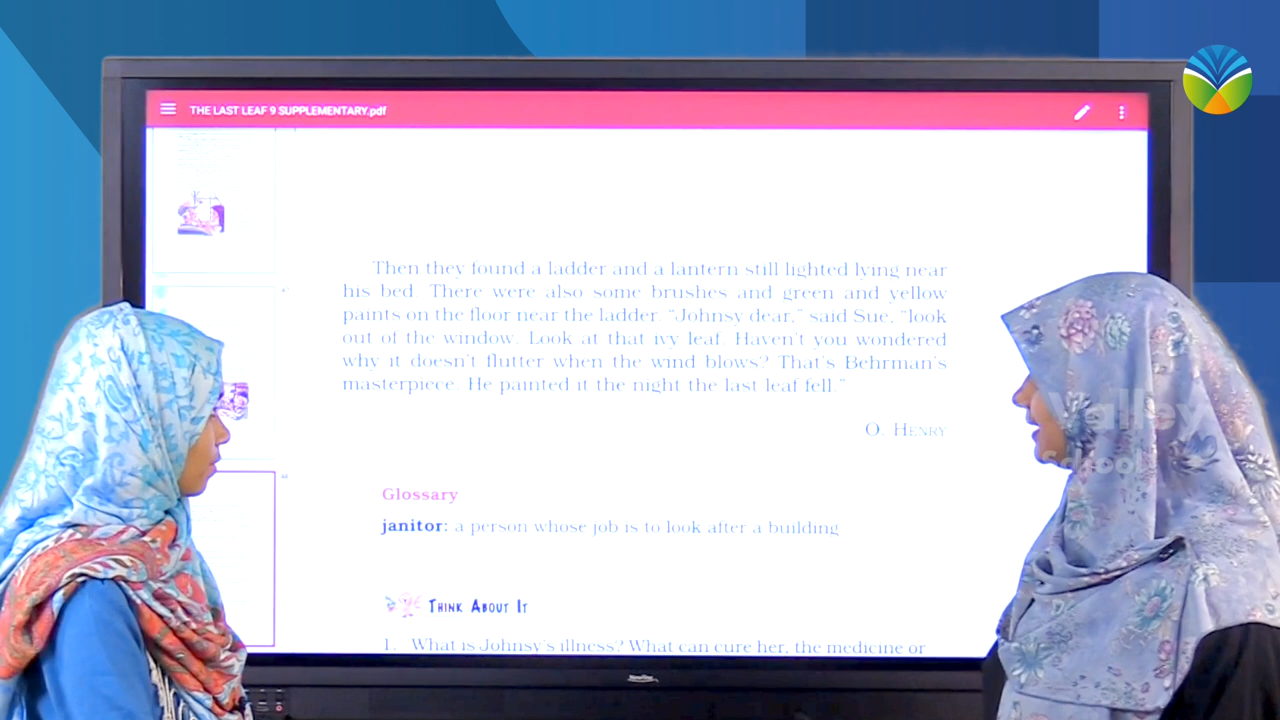 THE LAST LEAF 9 SUPPLEMENTARY.pdf
Then they found a ladder and a lantern still lighted lying near
his bed. There were also some brushes and green and yellow
paints on the floor near the ladder. “Johnsy dear,” said Sue, “look
out of the window. Look at that ivy leaf. Haven't you wondered
why it doesn't flutter when the wind blows? That's Behrman's
masterpiece. He painted it the night the last leaf fell.”
O. HENRY
Glossary
janitor: a person whose job is to look after a building
THINK ABOUT IT
1. What is Johnsy's illness? What can cure her, the medicine or
Valley
School